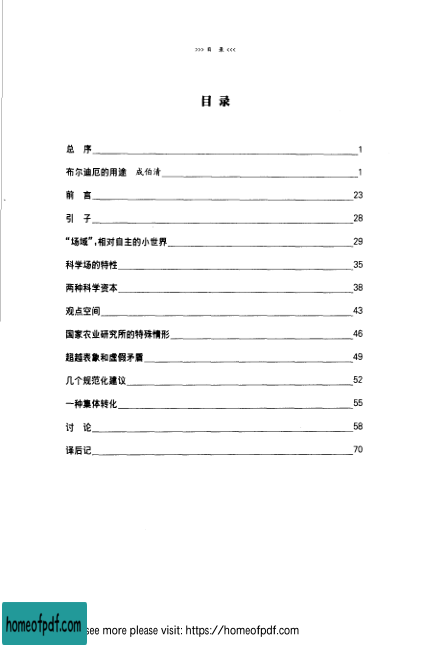 >>> 目 录 <<<
目 录
总 序 1
布尔迪厄的用途 成伯清 1
前 言 23
引 子 28
“场域”,相对自主的小世界 29
科学场的特性 35
两种科学资本 38
观点空间 43
国家农业研究所的特殊情形 46
超越表象和虚假矛盾 49
几个规范化建议 52
一种集体转化 55
讨 论 58
译后记 70
homeofpdf.com see more please visit: https://homeofpdf.com